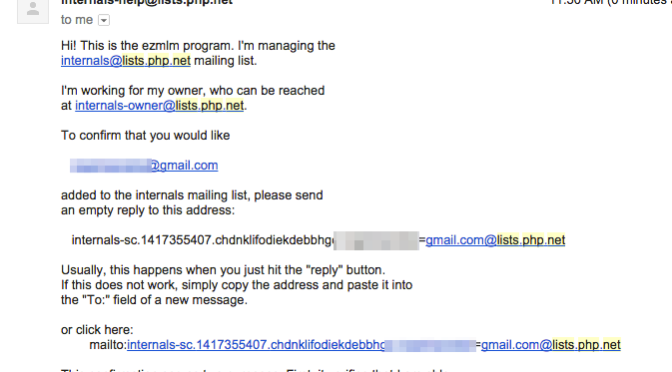 internals-help@lists.php.net
to me
Hi! This is the ezmlm program. I'm managing the
internals@lists.php.net mailing list.
I'm working for my owner, who can be reached
at internals-owner@lists.php.net.
To confirm that you would like
@gmail.com
added to the internals mailing list, please send
an empty reply to this address:
internals-sc.1417355407.chdnklifodiekdebbhg =gmail.com@lists.php.net
Usually, this happens when you just hit the "reply" button.
If this does not work, simply copy the address and paste it into
the "To:" field of a new message.
or click here:
mailto:internals-sc.1417355407.chdnklifodiekdebbhg =gmail.com@lists.php.net